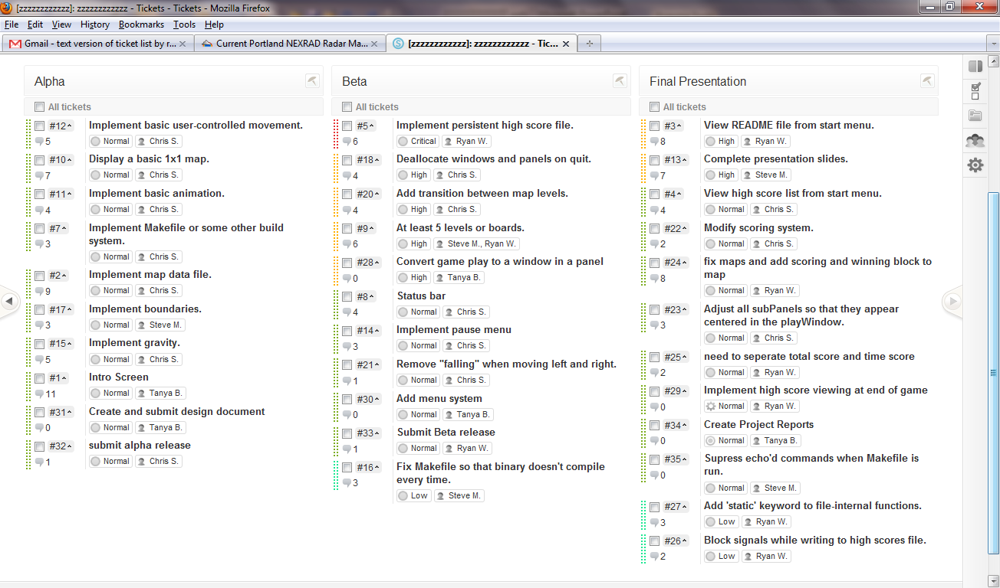 [zzzzzzzzzzzz]: zzzzzzzzzzzz - Tickets - Tickets - Mozilla Firefox
File Edit View History Bookmarks Tools Help
Gmail - text version of ticket list by r...
Current Portland NEXRAD Radar Ma...
[zzzzzzzzzzzz]: zzzzzzzzzzzz - Tic...
Alpha
All tickets
#12 Implement basic user-controlled movement.
5 Normal Chris S.
#10 Display a basic 1x1 map.
7 Normal Chris S.
#11 Implement basic animation.
4 Normal Chris S.
#7 Implement Makefile or some other build
3 system.
Normal Chris S.
#2 Implement map data file.
9 Normal Chris S.
#17 Implement boundaries.
3 Normal Steve M.
#15 Implement gravity.
5 Normal Chris S.
#1 Intro Screen
11 Normal Tanya B.
#31 Create and submit design document
0 Normal Tanya B.
#32 submit alpha release
1 Normal Chris S.
Beta
All tickets
#5 Implement persistent high score file.
6 Critical Ryan W.
#18 Deallocate windows and panels on quit.
4 High Chris S.
#20 Add transition between map levels.
4 High Chris S.
#9 At least 5 levels or boards.
6 High Steve M., Ryan W.
#28 Convert game play to a window in a panel
0 High Tanya B.
#8 Status bar
4 Normal Chris S.
#14 Implement pause menu
3 Normal Chris S.
#21 Remove "falling" when moving left and right.
1 Normal Chris S.
#30 Add menu system
0 Normal Tanya B.
#33 Submit Beta release
1 Normal Ryan W.
#16 Fix Makefile so that binary doesn't compile
3 every time.
Low Steve M.
Final Presentation
All tickets
#3 View README file from start menu.
8 High Ryan W.
#13 Complete presentation slides.
7 High Steve M.
#4 View high score list from start menu.
4 Normal Chris S.
#22 Modify scoring system.
2 Normal Chris S.
#24 fix maps and add scoring and winning block to
8 map
Normal Ryan W.
#23 Adjust all subPanels so that they appear
3 centered in the playWindow.
Normal Chris S.
#25 need to seperate total score and time score
2 Normal Ryan W.
#29 Implement high score viewing at end of game
0 Normal Ryan W.
#34 Create Project Reports
0 Normal Tanya B.
#35 Supress echo'd commands when Makefile is
0 run.
Normal Steve M.
#27 Add 'static' keyword to file-internal functions.
3 Low Ryan W.
#26 Block signals while writing to high scores file.
2 Low Ryan W.